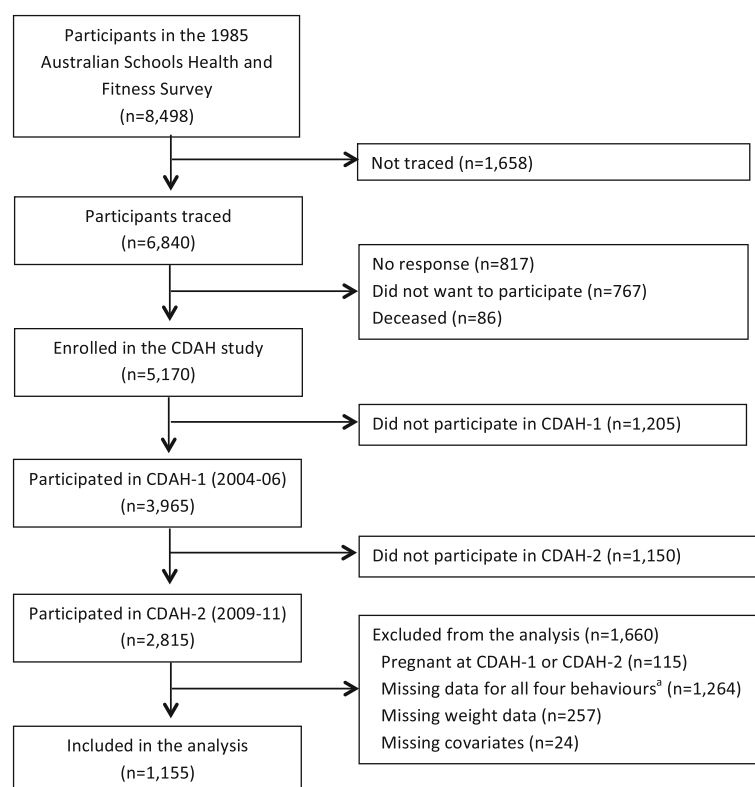 Participants in the 1985
Australian Schools Health and
Fitness Survey
(n=8,498)
Not traced (n=1,658)
Participants traced
(n=6,840)
No response (n=817)
Did not want to participate (n=767)
Deceased (n=86)
Enrolled in the CDAH study
(n=5,170)
Did not participate in CDAH-1 (n=1,205)
Participated in CDAH-1 (2004-06)
(n=3,965)
Did not participate in CDAH-2 (n=1,150)
Participated in CDAH-2 (2009-11)
(n=2,815)
Excluded from the analysis (n=1,660)
Pregnant at CDAH-1 or CDAH-2 (n=115)
Missing data for all four behavioursᵃ (n=1,264)
Missing weight data (n=257)
Missing covariates (n=24)
Included in the analysis
(n=1,155)